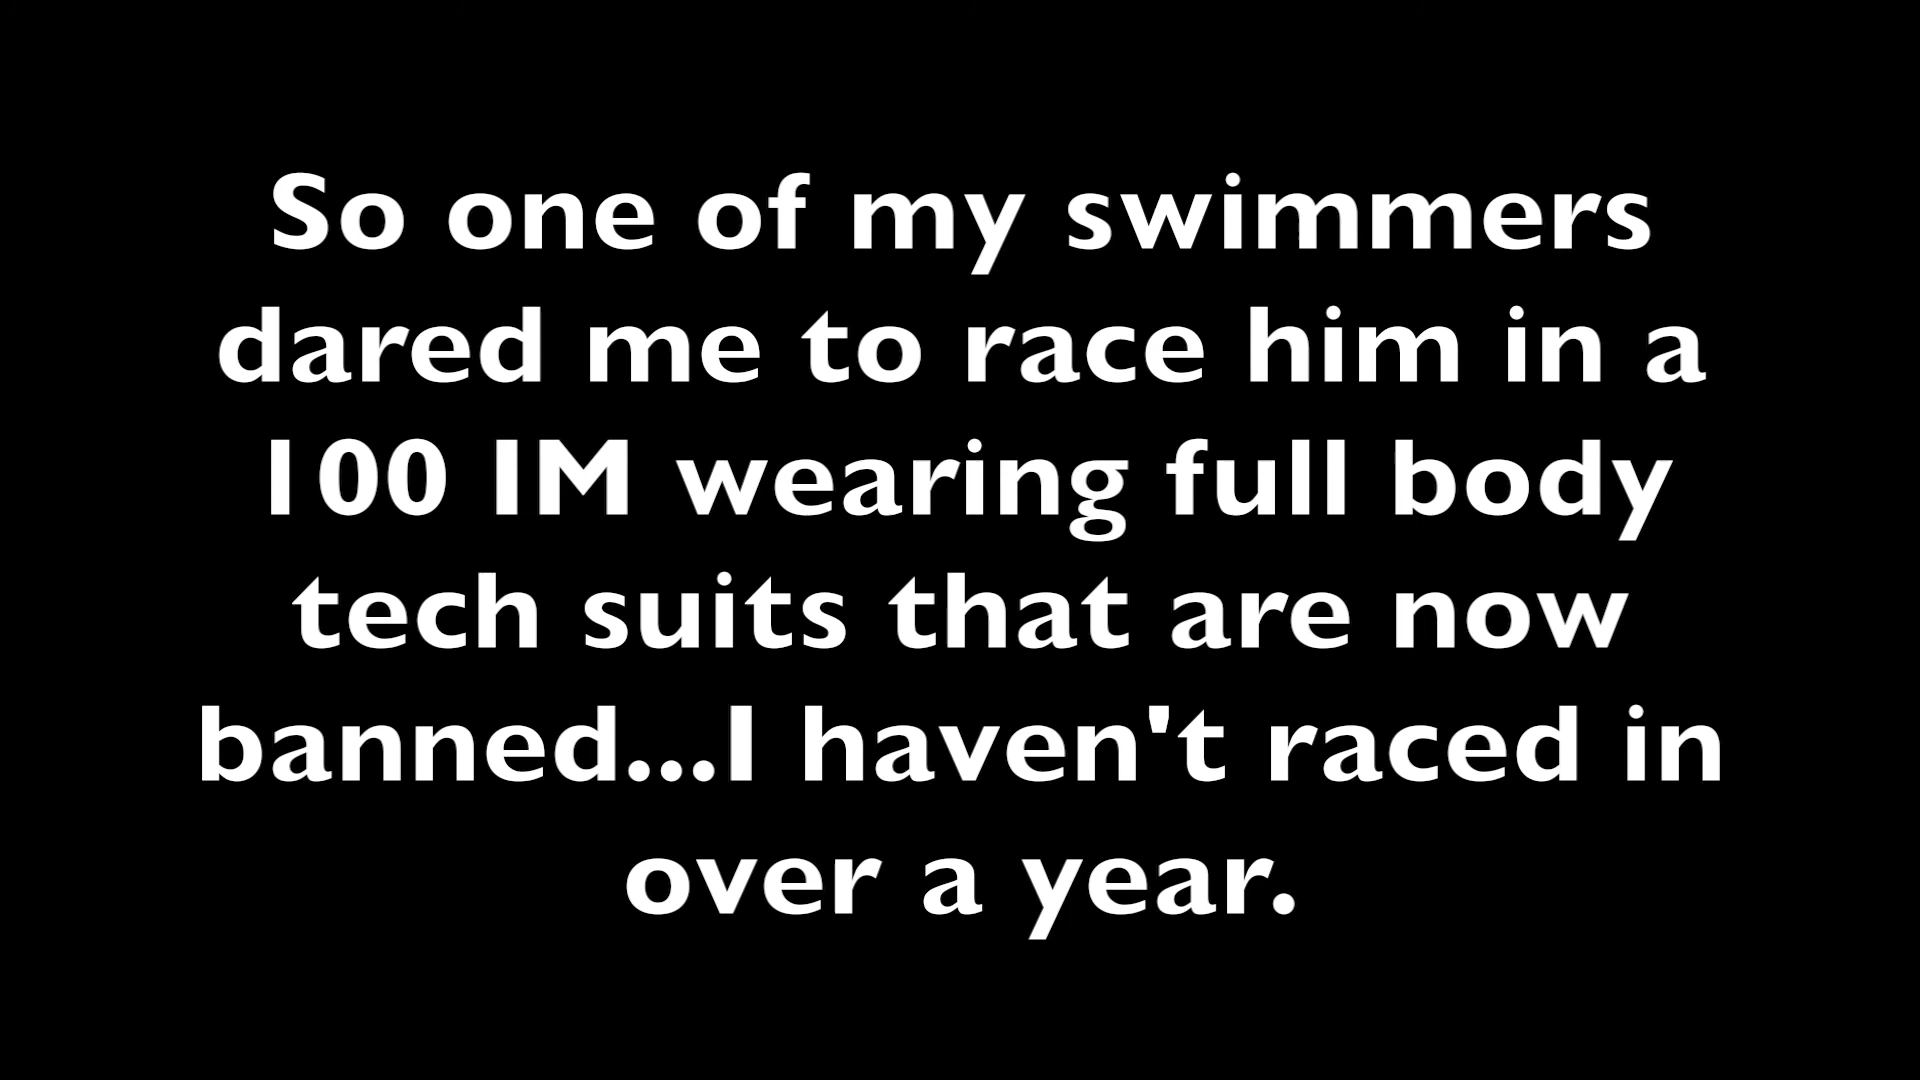 So one of my swimmers
dared me to race him in a
100 IM wearing full body
tech suits that are now
banned...I haven't raced in
over a year.